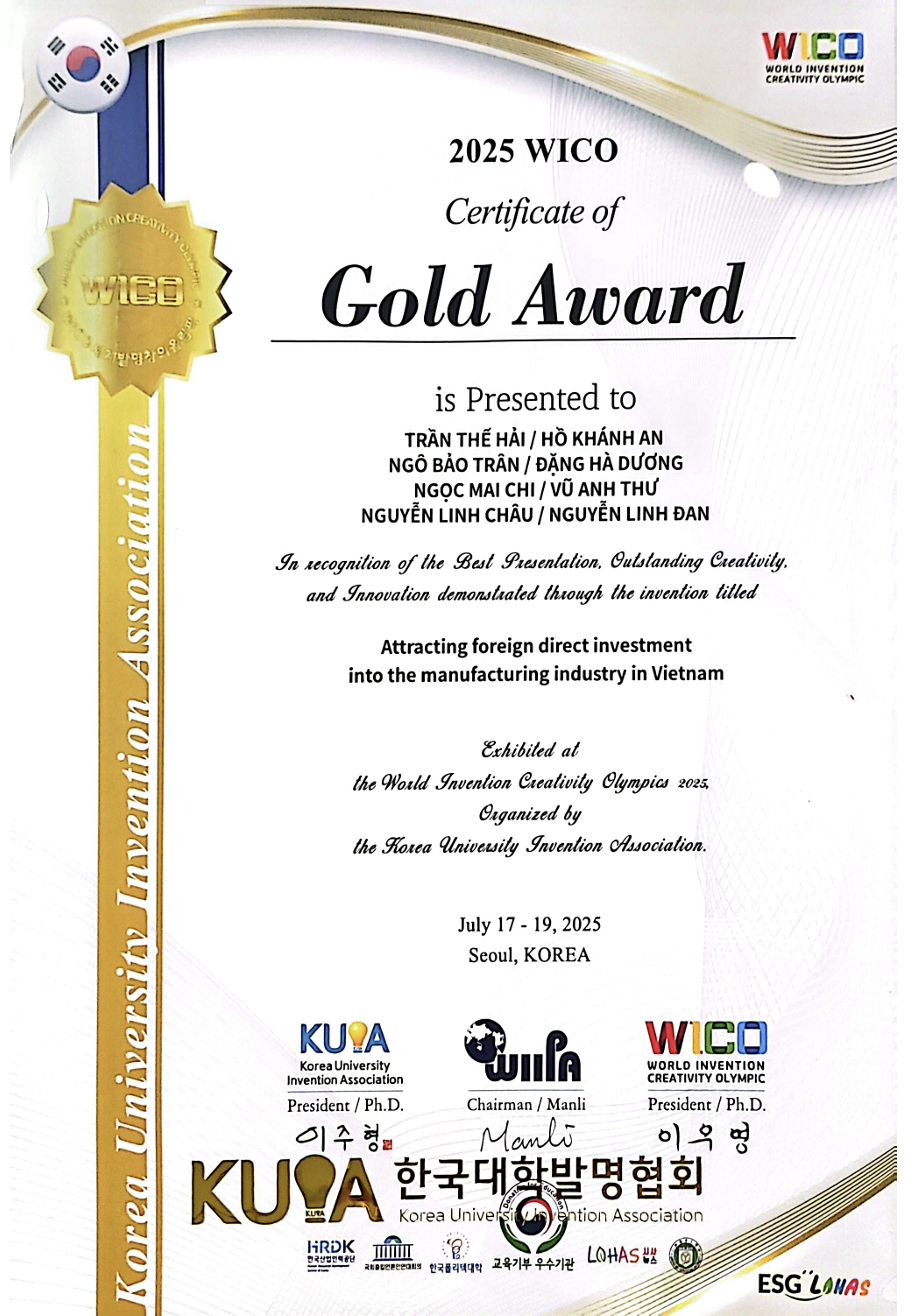 WICO
WORLD INVENTION
CREATIVITY OLYMPIC
2025 WICO
Certificate of
Gold Award
is Presented to
TRẦN THẾ HẢI / HỒ KHÁNH AN
NGÔ BẢO TRÂN / ĐẶNG HÀ DƯƠNG
NGỌC MAI CHI / VŨ ANH THƯ
NGUYỄN LINH CHÂU / NGUYỄN LINH ĐAN
In recognition of the Best Presentation, Outstanding Creativity,
and Innovation demonstrated through the invention titled
Attracting foreign direct investment
into the manufacturing industry in Vietnam
Exhibited at
the World Invention Creativity Olympics 2025,
Organized by
the Korea University Invention Association.
July 17 - 19, 2025
Seoul, KOREA
WICO
Korea University Invention Association
KUIA
Korea University
Invention Association
President / Ph.D.
이주형
WIIPA
Chairman / Manli
Manli
WICO
WORLD INVENTION
CREATIVITY OLYMPIC
President / Ph.D.
이우영
KUIA 한국대학발명협회
Korea University Invention Association
HRDK
한국산업인력공단
한국폴리텍대학
교육기부 우수기관
LOHAS
ESG LOHAS